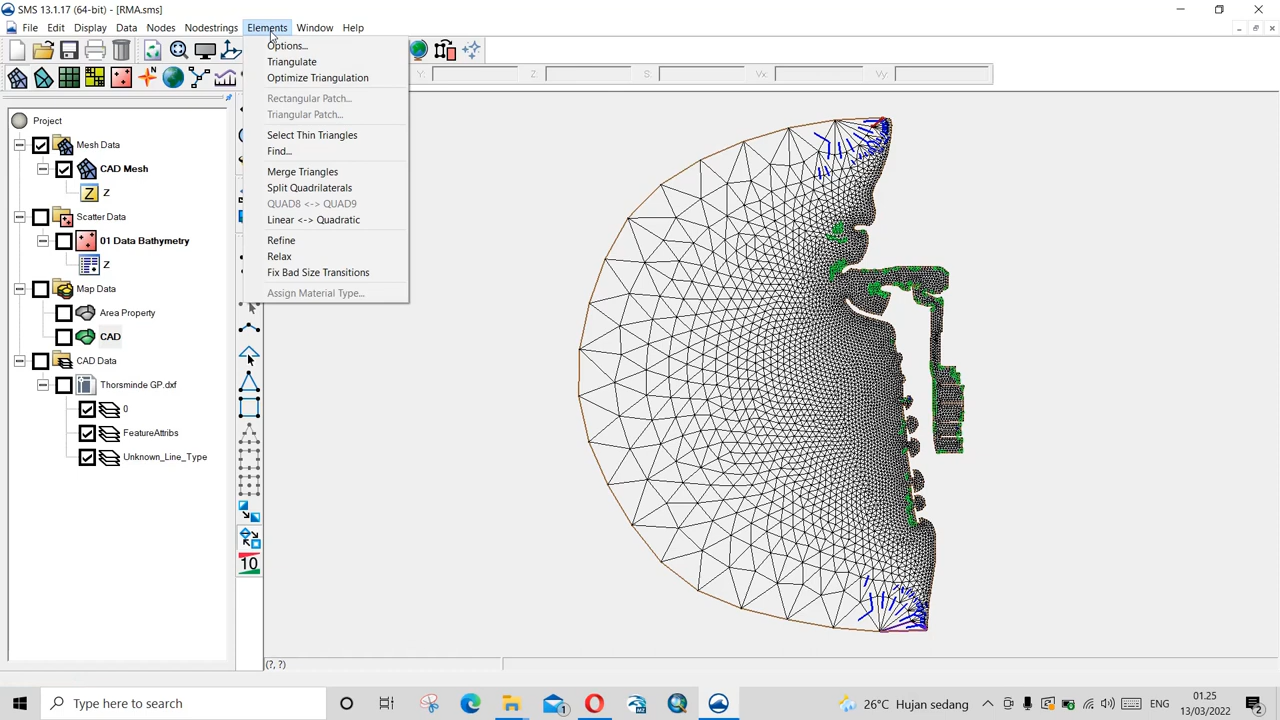 SMS 13.1.17 (64-bit) - [RMA.sms]
File Edit Display Data Nodes Nodestrings Elements Window Help
Options...
Triangulate
Optimize Triangulation
Rectangular Patch...
Triangular Patch...
Select Thin Triangles
Find...
Merge Triangles
Split Quadrilaterals
QUAD8 <-> QUAD9
Linear <-> Quadratic
Refine
Relax
Fix Bad Size Transitions
Assign Material Type...
Y: Z: S: Vx: Vy:
Project
Mesh Data
CAD Mesh
Z
Scatter Data
01 Data Bathymetry
Z
Map Data
Area Property
CAD
CAD Data
Thorsminde GP.dxf
0
FeatureAttribs
Unknown_Line_Type
10
(?, ?)
Type here to search
26°C Hujan sedang
ENG
01.25
13/03/2022